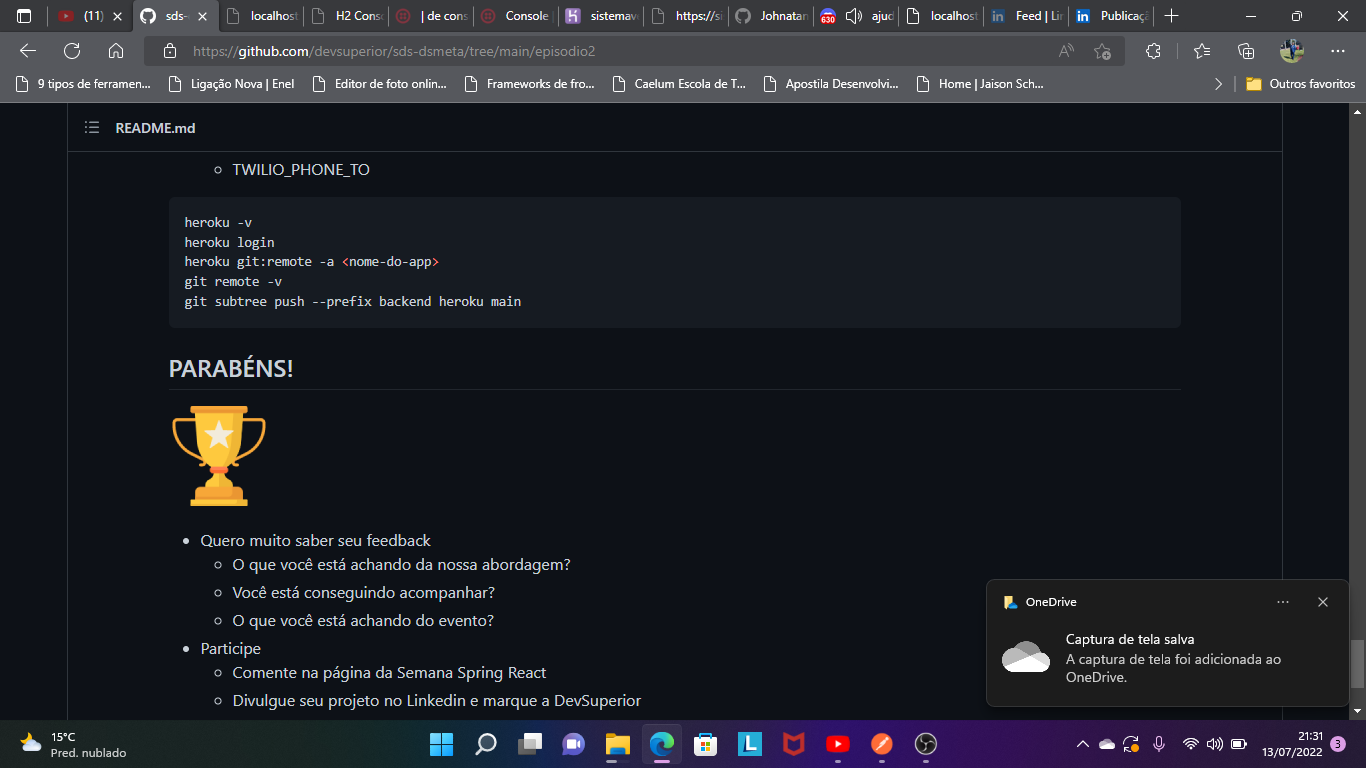 sds-
(11)
localhost
H2 Cons
| de cons
Console
sistemav
https://si
Johnatan
630
ajud
localhost
Feed | Lin
Publicaçã
https://github.com/devsuperior/sds-dsmeta/tree/main/episodio2
9 tipos de ferramen...
Ligação Nova | Enel
Editor de foto onlin...
Frameworks de fro...
Caelum Escola de T...
Apostila Desenvolvi...
Home | Jaison Sch...
Outros favoritos
README.md
TWILIO_PHONE_TO
heroku -v
heroku login
heroku git:remote -a <nome-do-app>
git remote -v
git subtree push --prefix backend heroku main
PARABÉNS!
Quero muito saber seu feedback
O que você está achando da nossa abordagem?
Você está conseguindo acompanhar?
O que você está achando do evento?
Participe
Comente na página da Semana Spring React
Divulgue seu projeto no Linkedin e marque a DevSuperior
OneDrive
Captura de tela salva
A captura de tela foi adicionada ao
OneDrive.
15°C
Pred. nublado
21:31
13/07/2022
3